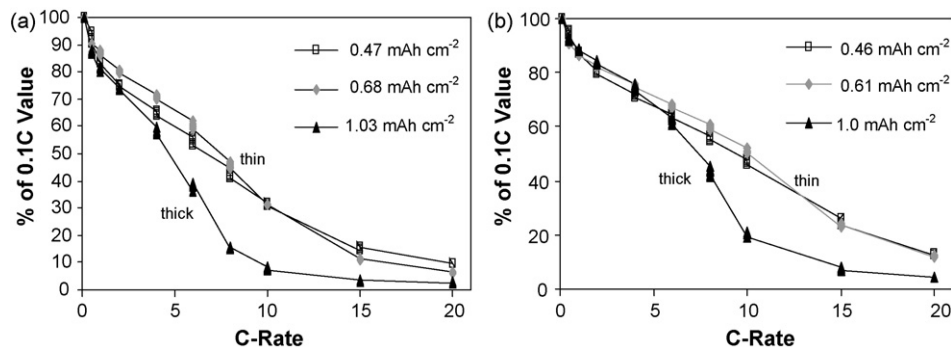 (a)
% of 0.1C Value
100
90
80
70
60
50
40
30
20
10
0
0.47 mAh cm-2
0.68 mAh cm-2
1.03 mAh cm-2
thin
thick
5
10
15
20
C-Rate
(b)
% of 0.1C Value
100
80
60
40
20
0
0.46 mAh cm-2
0.61 mAh cm-2
1.0 mAh cm-2
thick
thin
0
5
10
15
20
C-Rate